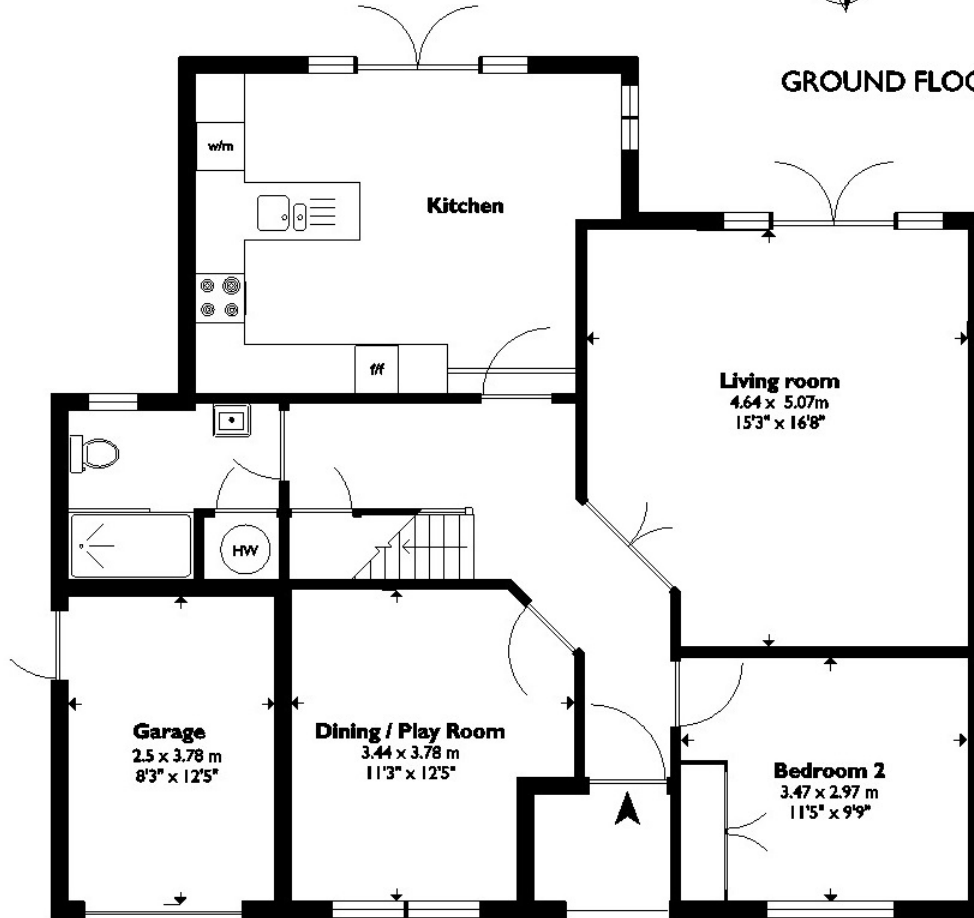 GROUND FLOO
w/m
Kitchen
f/f
Living room
4.64 x 5.07m
15'3" x 16'8"
HW
Garage
2.5 x 3.78 m
8'3" x 12'5"
Dining / Play Room
3.44 x 3.78 m
11'3" x 12'5"
Bedroom 2
3.47 x 2.97 m
11'5" x 9'9"